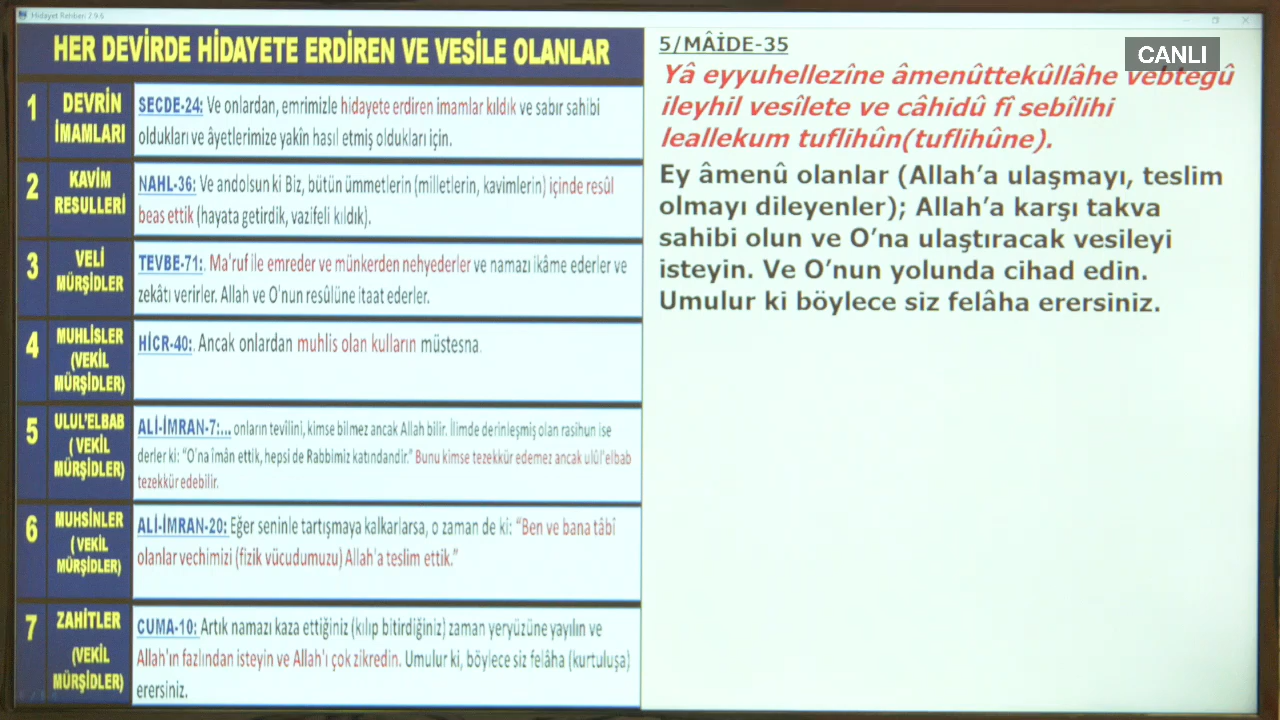 Hidayet Rehberi 2.9.6
HER DEVİRDE HİDAYETE ERDİREN VE VESİLE OLANLAR
1
DEVRİN
İMAMLARI
SECDE-24: Ve onlardan, emrimizle hidayete erdiren imamlar kıldık ve sabır sahibi
oldukları ve âyetlerimize yakîn hasıl etmiş oldukları için.
2
KAVİM
RESULLERİ
NAHL-36: Ve andolsun ki Biz, bütün ümmetlerin (milletlerin, kavimlerin) içinde resûl
beas ettik (hayata getirdik, vazifeli kıldık).
3
VELİ
MÜRŞİDLER
TEVBE-71:. Ma'ruf ile emreder ve münkerden nehyederler ve namazı ikâme ederler ve
zekâtı verirler. Allah ve O'nun resûlüne itaat ederler.
4
MUHLİSLER
(VEKİL
MÜRŞİDLER)
HİCR-40:. Ancak onlardan muhlis olan kulların müstesna.
5
ULUL'ELBAB
( VEKİL
MÜRŞİDLER)
ALİ-İMRAN-7:... onların tevîlini, kimse bilmez ancak Allah bilir. İlimde derinleşmiş olan rasihun ise
derler ki: "O'na îmân ettik, hepsi de Rabbimiz katındandır." Bunu kimse tezekkür edemez ancak ulûl'elbab
tezekkür edebilir.
6
MUHSİNLER
( VEKİL
MÜRŞİDLER)
ALİ-İMRAN-20: Eğer seninle tartışmaya kalkarlarsa, o zaman de ki: "Ben ve bana tâbî
olanlar vechimizi (fizik vücudumuzu) Allah'a teslim ettik."
7
ZAHİTLER
(VEKİL
MÜRŞİDLER)
CUMA-10: Artık namazı kaza ettiğiniz (kılıp bitirdiğiniz) zaman yeryüzüne yayılın ve
Allah'ın fazlından isteyin ve Allah'ı çok zikredin. Umulur ki, böylece siz felâha (kurtuluşa)
erersiniz.
5/MÂİDE-35
CANLI
Yâ eyyuhellezîne âmenûttekûllâhe vebtegû
ileyhil vesîlete ve câhidû fî sebîlihi
leallekum tuflihûn(tuflihûne).
Ey âmenû olanlar (Allah'a ulaşmayı, teslim
olmayı dileyenler); Allah'a karşı takva
sahibi olun ve O'na ulaştıracak vesileyi
isteyin. Ve O'nun yolunda cihad edin.
Umulur ki böylece siz felâha erersiniz.